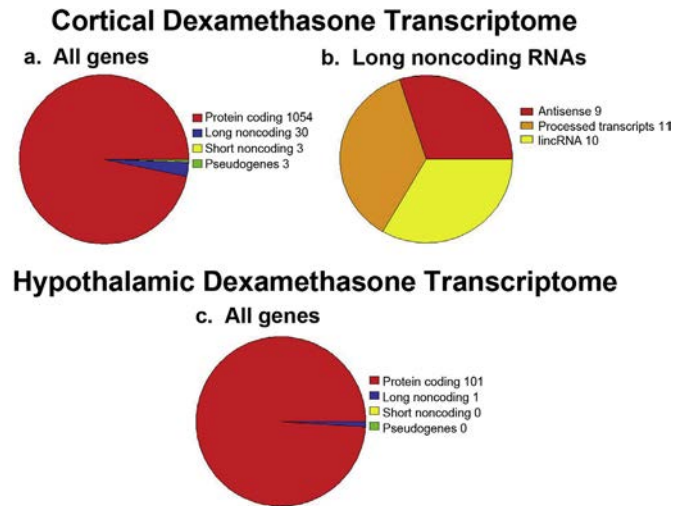 Cortical Dexamethasone Transcriptome
a. All genes
Protein coding 1054
Long noncoding 30
Short noncoding 3
Pseudogenes 3
b. Long noncoding RNAs
Antisense 9
Processed transcripts 11
lincRNA 10
Hypothalamic Dexamethasone Transcriptome
c. All genes
Protein coding 101
Long noncoding 1
Short noncoding 0
Pseudogenes 0